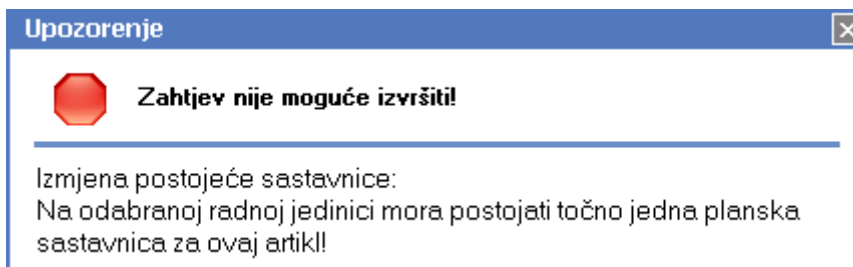 Upozorenje
Zahtjev nije moguće izvršiti!
Izmjena postojeće sastavnice:
Na odabranoj radnoj jedinici mora postojati točno jedna planska
sastavnica za ovaj artikl!